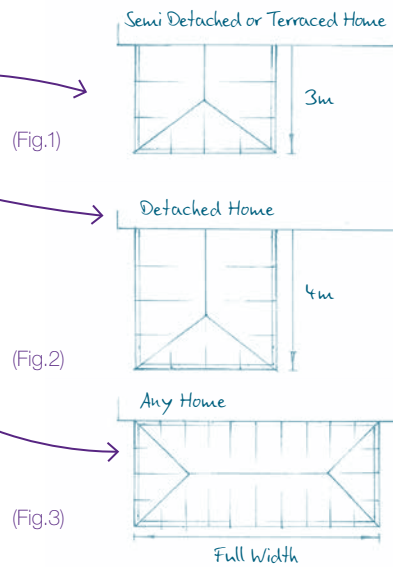 Semi Detached or Terraced Home
3m
(Fig.1)
Detached Home
4m
(Fig.2)
Any Home
(Fig.3)
Full Width